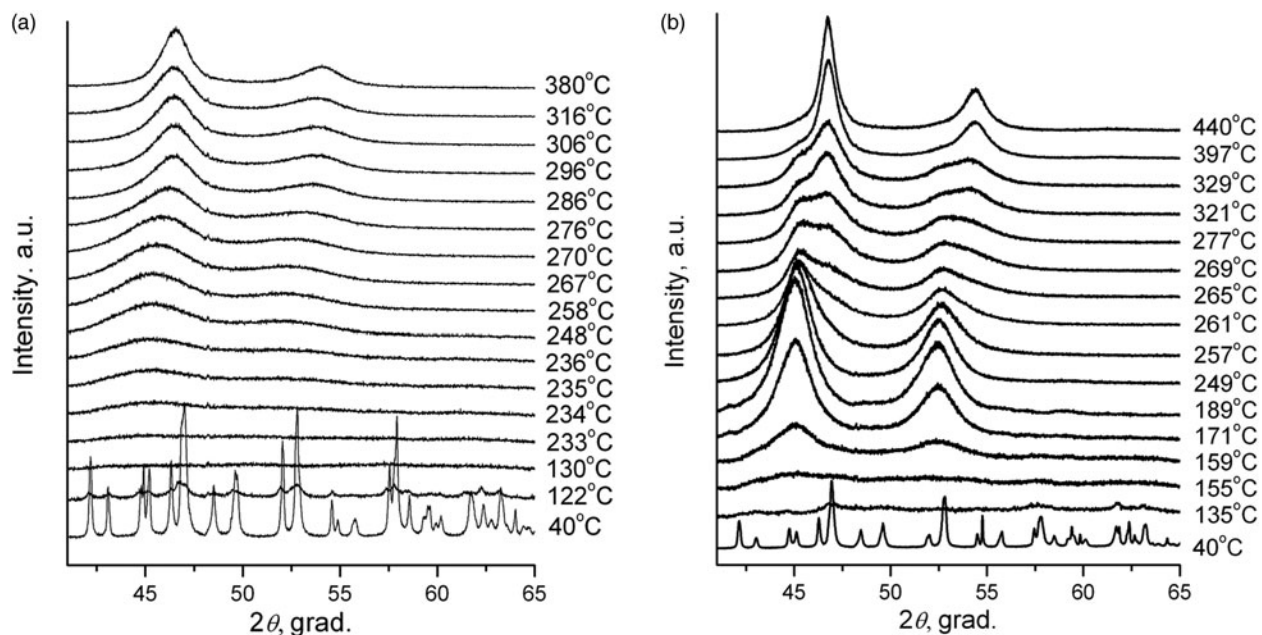 (a)
Intensity. a.u.
380°C
316°C
306°C
296°C
286°C
276°C
270°C
267°C
258°C
248°C
236°C
235°C
234°C
233°C
130°C
122°C
40°C
45 50 55 60 65
2θ, grad.
(b)
Intensity, a.u.
440°C
397°C
329°C
321°C
277°C
269°C
265°C
261°C
257°C
249°C
189°C
171°C
159°C
155°C
135°C
40°C
45 50 55 60 65
2θ, grad.